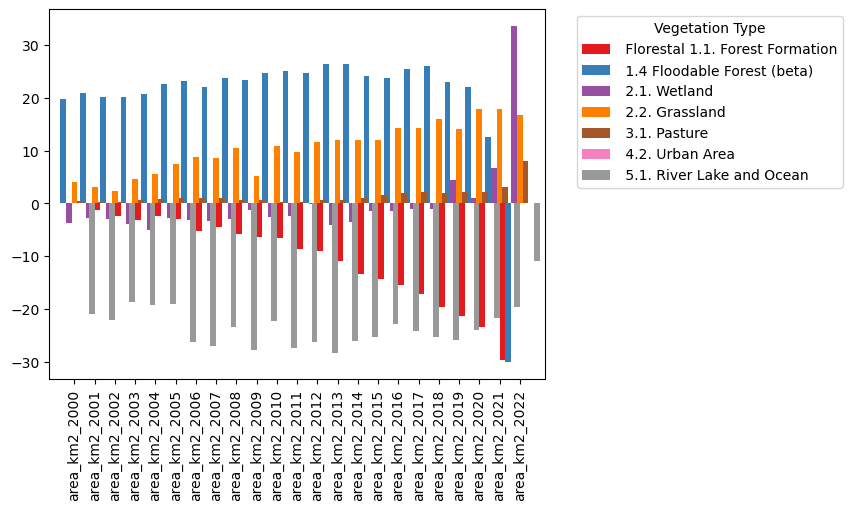 30
20
10
0
−10
−20
−30
area_km2_2000
area_km2_2001
area_km2_2002
area_km2_2003
area_km2_2004
area_km2_2005
area_km2_2006
area_km2_2007
area_km2_2008
area_km2_2009
area_km2_2010
area_km2_2011
area_km2_2012
area_km2_2013
area_km2_2014
area_km2_2015
area_km2_2016
area_km2_2017
area_km2_2018
area_km2_2019
area_km2_2020
area_km2_2021
area_km2_2022
Vegetation Type
Florestal 1.1. Forest Formation
1.4 Floodable Forest (beta)
2.1. Wetland
2.2. Grassland
3.1. Pasture
4.2. Urban Area
5.1. River Lake and Ocean